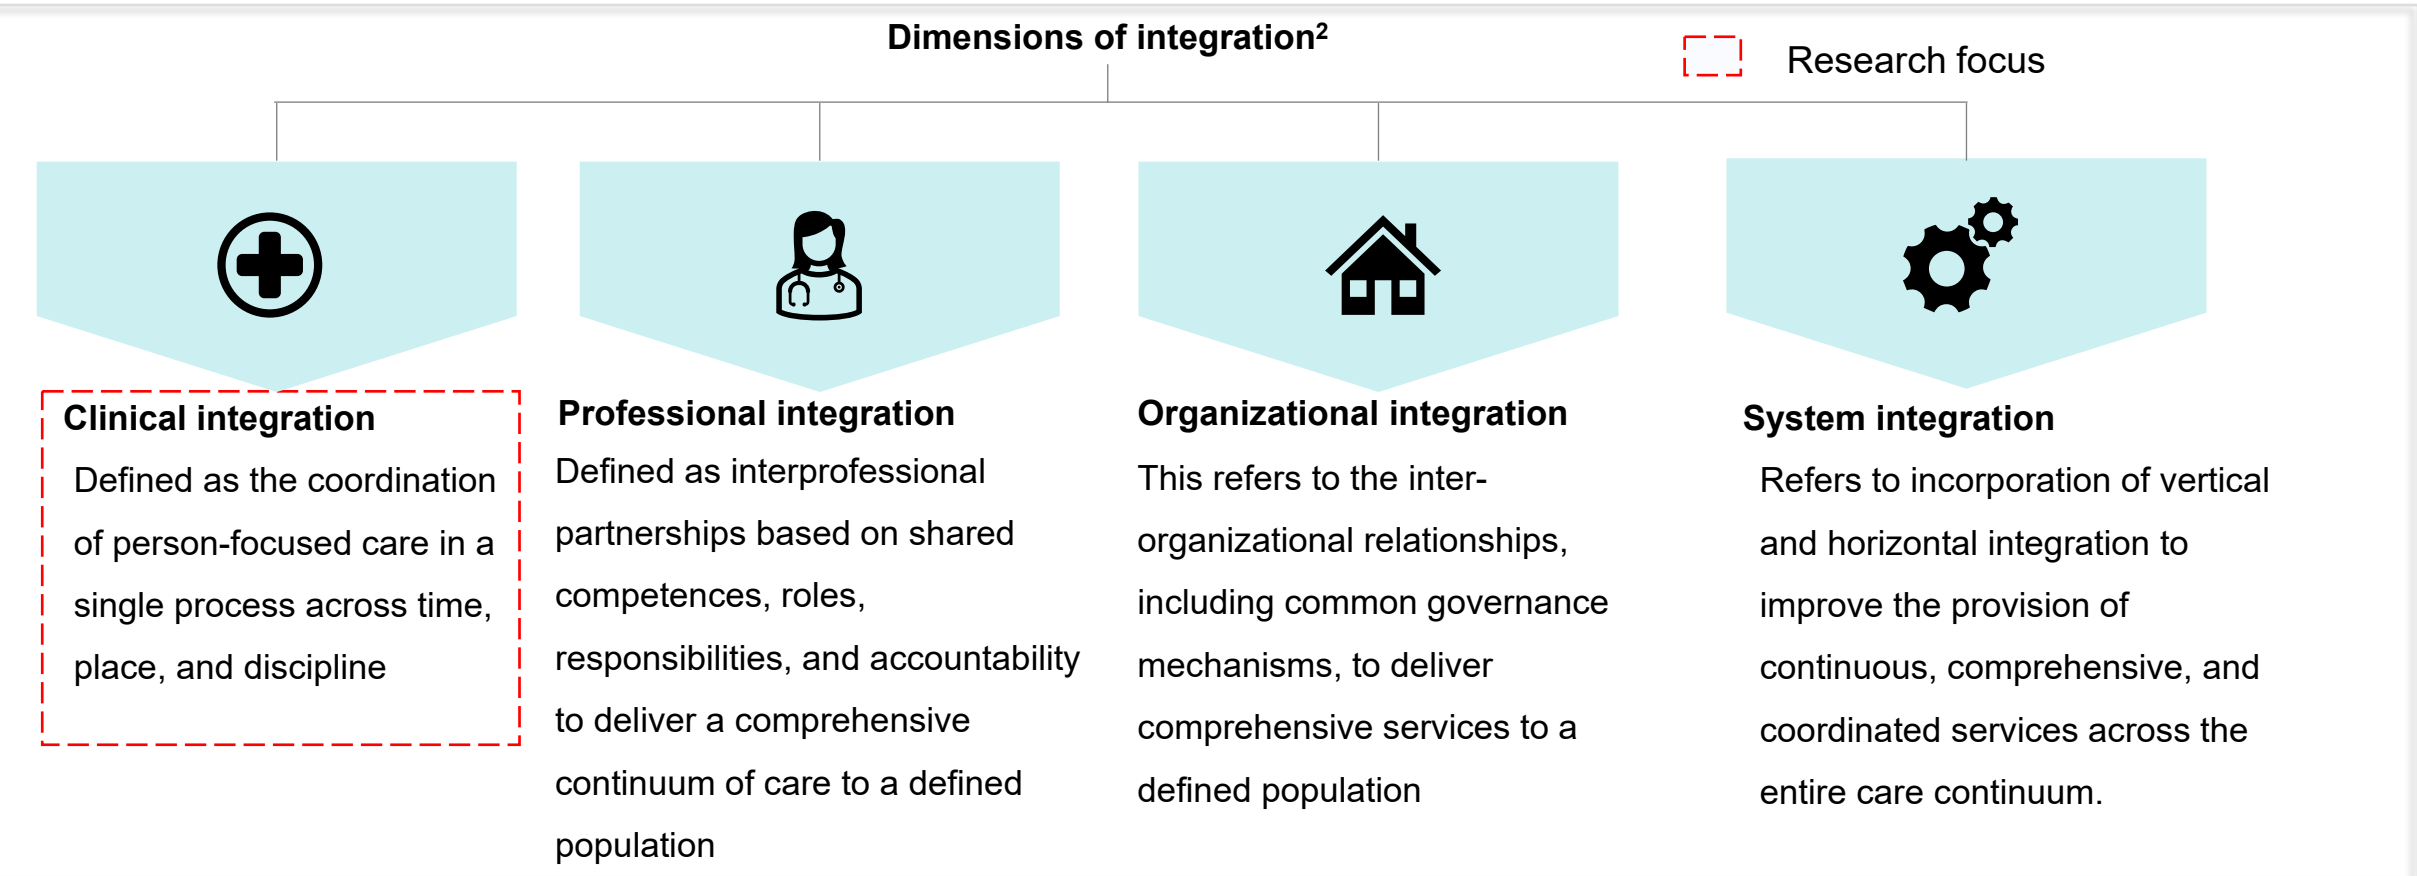 Dimensions of integration²
Research focus
Clinical integration
Defined as the coordination
of person-focused care in a
single process across time,
place, and discipline
Professional integration
Defined as interprofessional
partnerships based on shared
competences, roles,
responsibilities, and accountability
to deliver a comprehensive
continuum of care to a defined
population
Organizational integration
This refers to the inter-
organizational relationships,
including common governance
mechanisms, to deliver
comprehensive services to a
defined population
System integration
Refers to incorporation of vertical
and horizontal integration to
improve the provision of
continuous, comprehensive, and
coordinated services across the
entire care continuum.